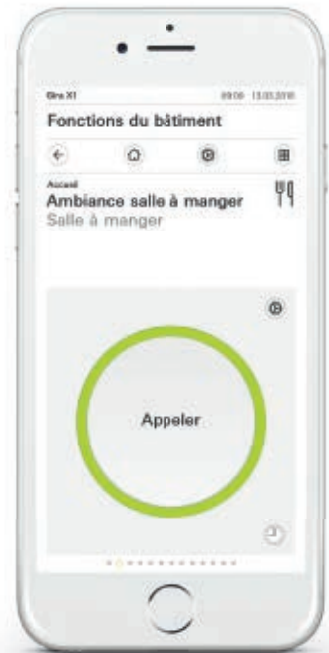 Gira X1
09:09 13.03.2018
Fonctions du bâtiment
Accueil
Ambiance salle à manger
Salle à manger
Appeler